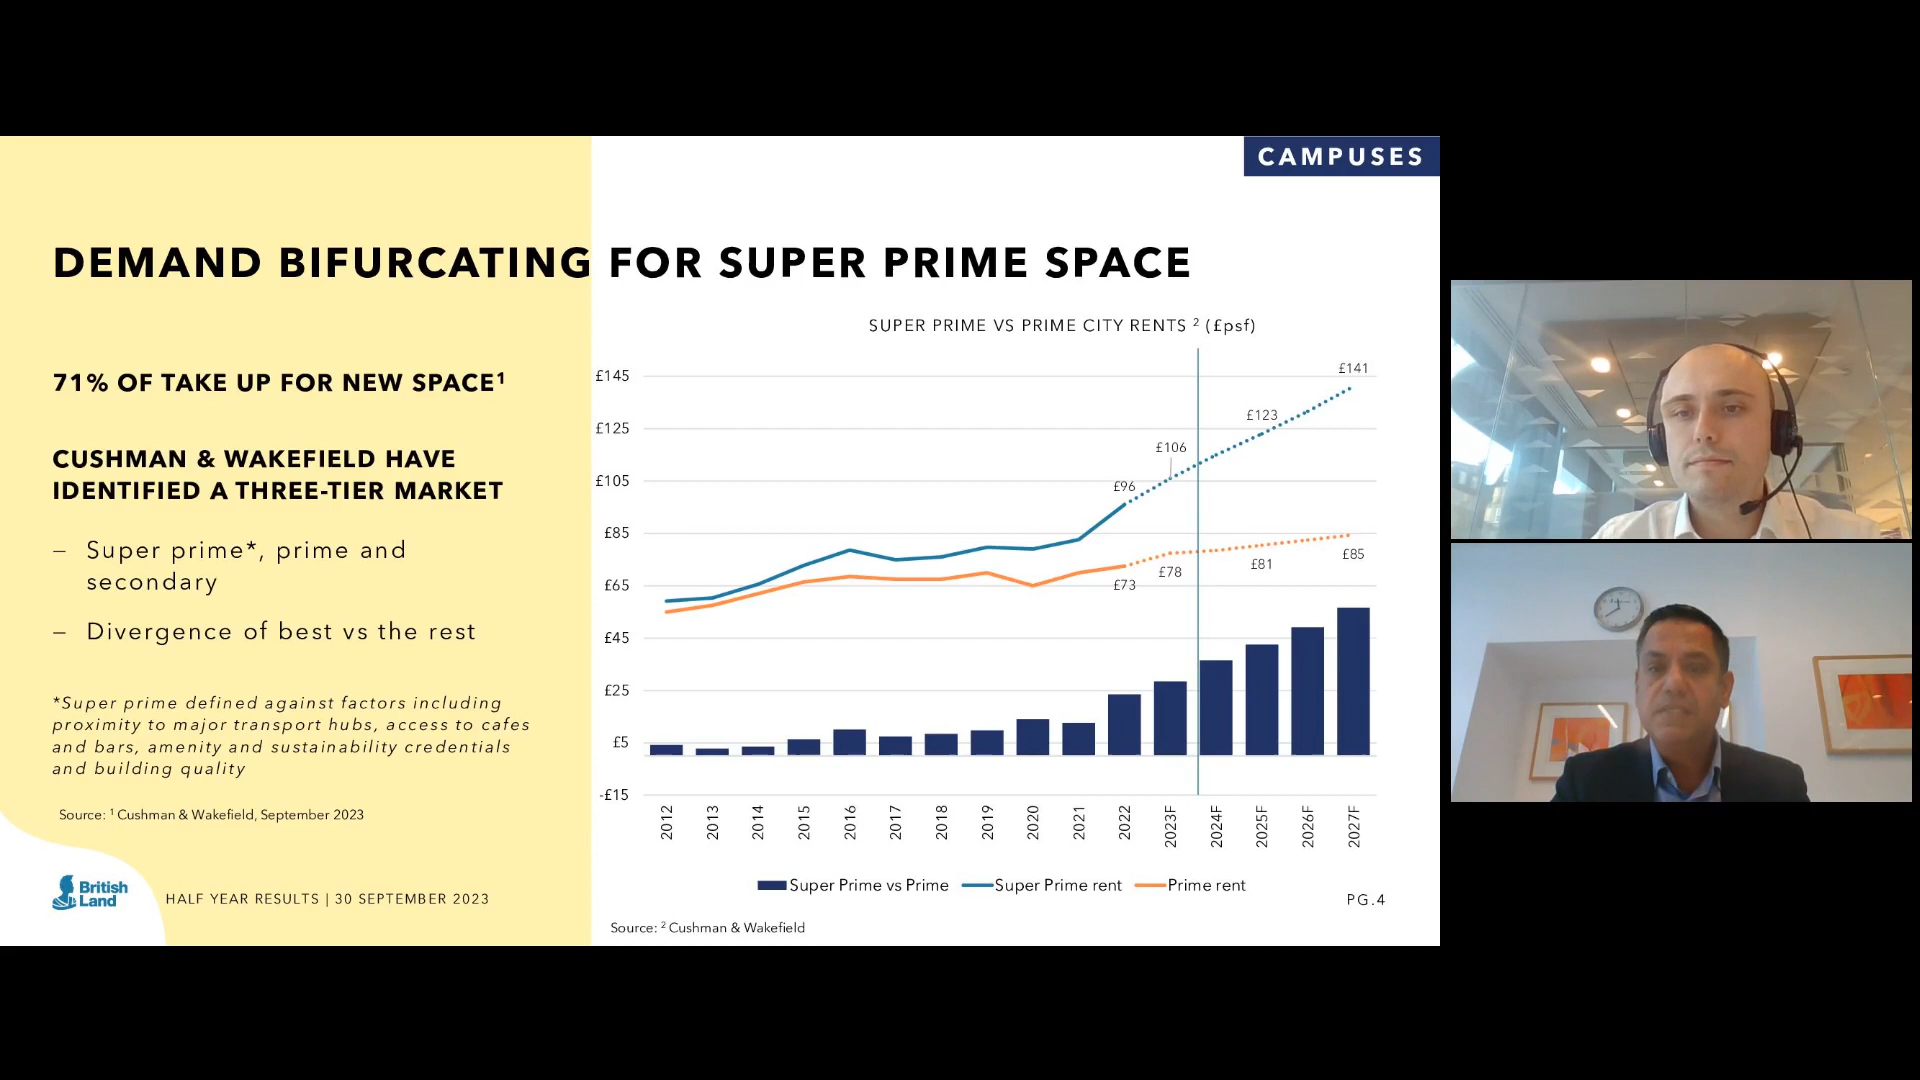 CAMPUSES
DEMAND BIFURCATING FOR SUPER PRIME SPACE
71% OF TAKE UP FOR NEW SPACE¹
CUSHMAN & WAKEFIELD HAVE
IDENTIFIED A THREE-TIER MARKET
– Super prime*, prime and
secondary
– Divergence of best vs the rest
*Super prime defined against factors including
proximity to major transport hubs, access to cafes
and bars, amenity and sustainability credentials
and building quality
Source: ¹ Cushman & Wakefield, September 2023
British
Land
HALF YEAR RESULTS | 30 SEPTEMBER 2023
SUPER PRIME VS PRIME CITY RENTS ² (£psf)
£145
£125
£105
£85
£65
£45
£25
£5
-£15
£96
£106
£123
£141
£73
£78
£81
£85
2012
2013
2014
2015
2016
2017
2018
2019
2020
2021
2022
2023F
2024F
2025F
2026F
2027F
Super Prime vs Prime
Super Prime rent
Prime rent
PG.4
Source: ² Cushman & Wakefield